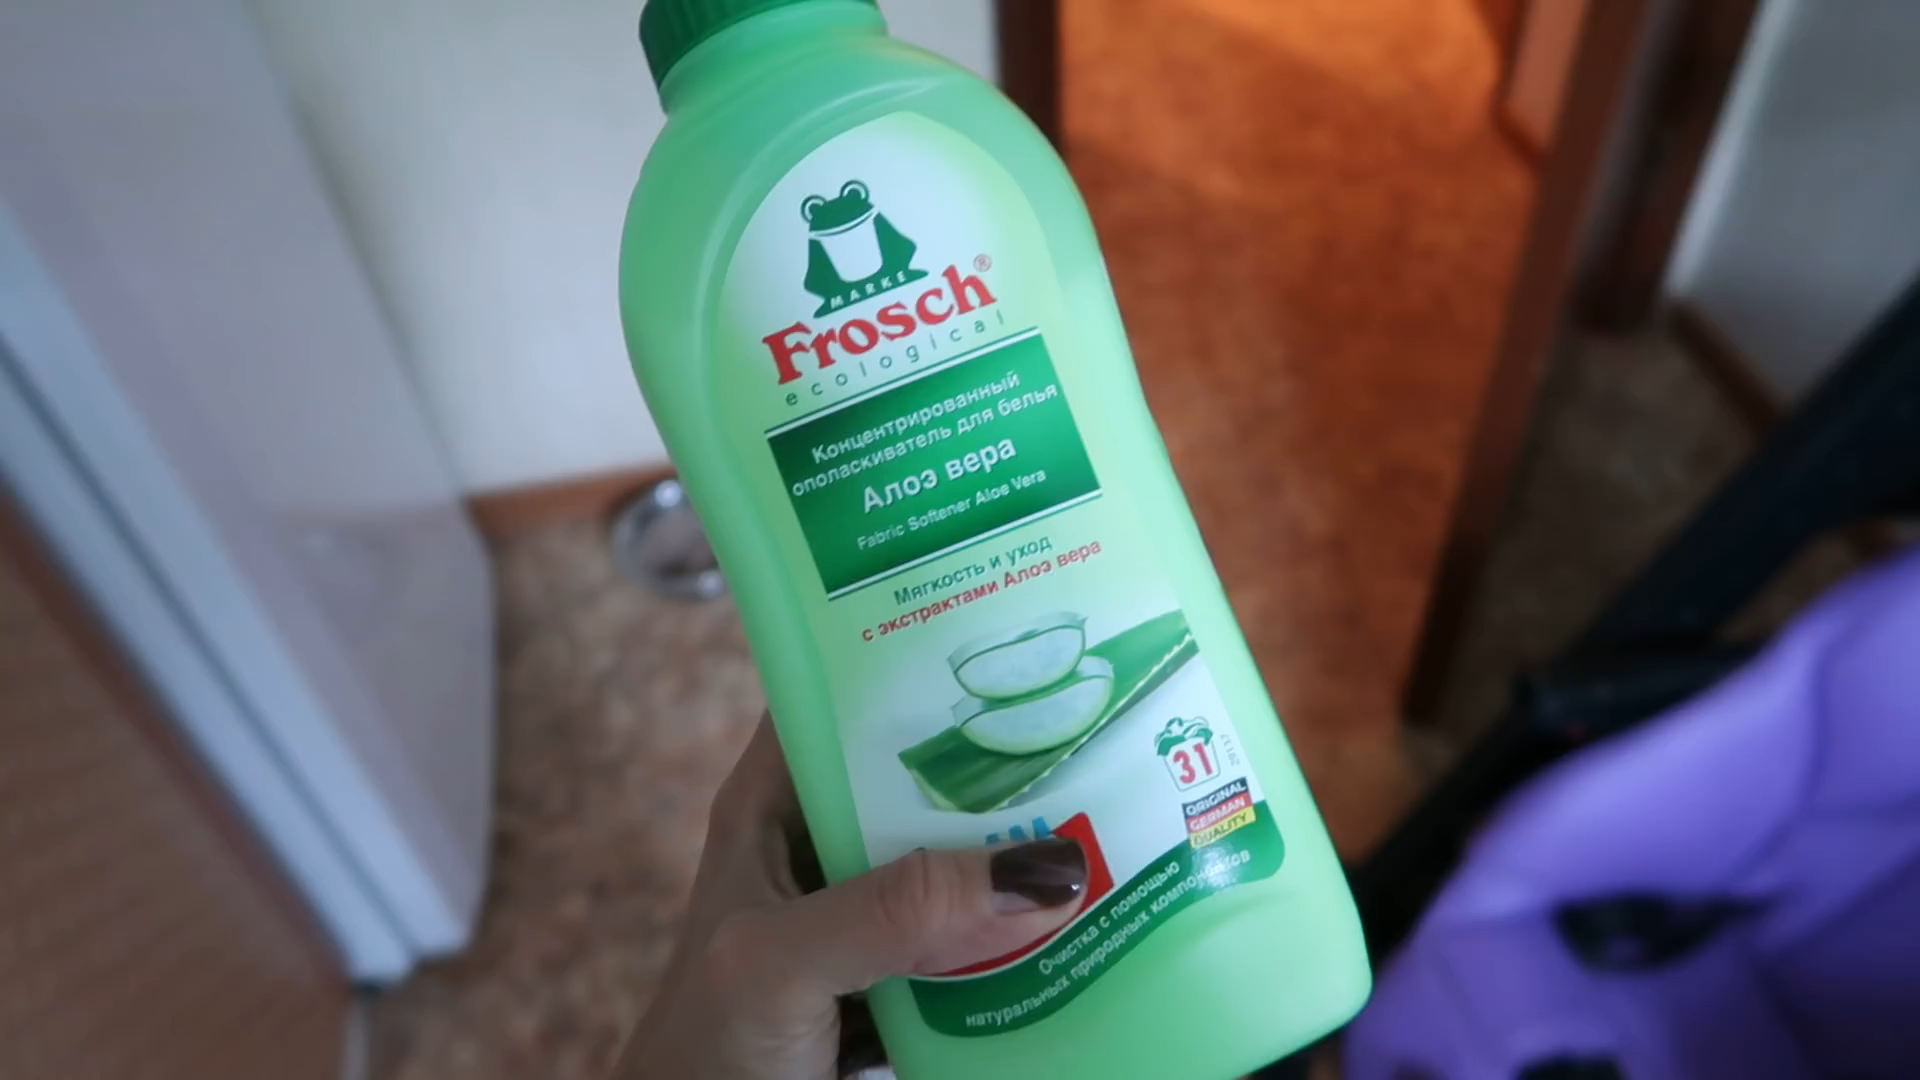 MARKE
Frosch®
ecological
Концентрированный
ополаскиватель для белья
Алоэ вера
Fabric Softener Aloe Vera
Мягкость и уход
с экстрактами Алоэ вера
31
ORIGINAL
GERMAN
QUALITY
Очистка с помощью
натуральных природных компонентов